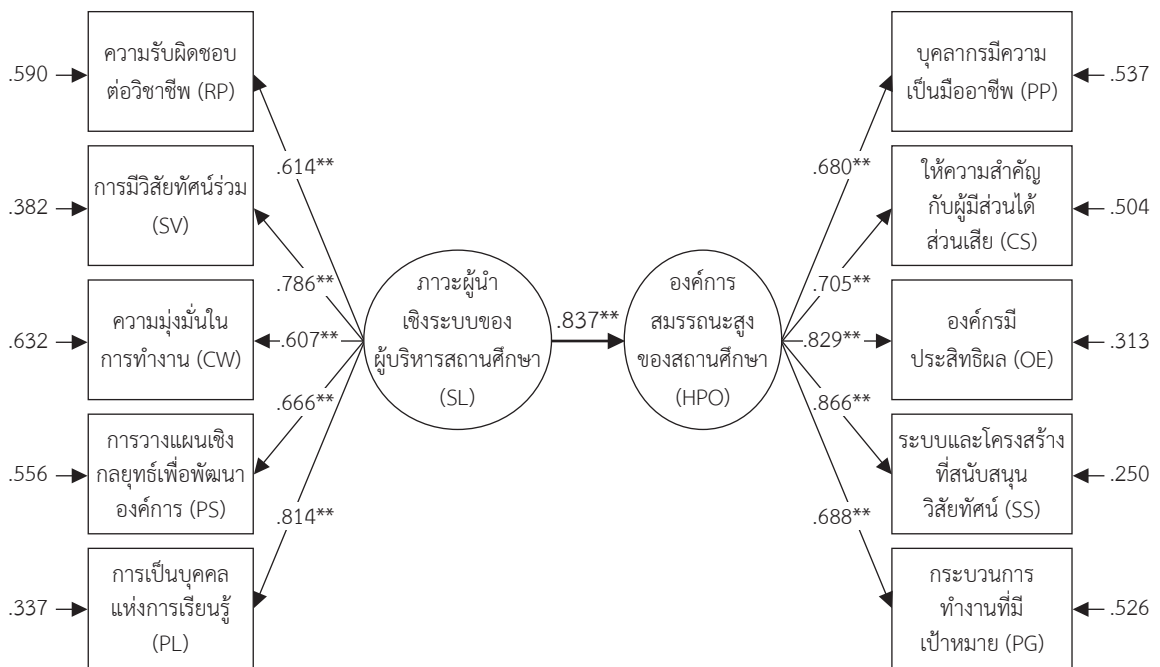 .590
ความรับผิดชอบ
ต่อวิชาชีพ (RP)
.614**
.382
การมีวิสัยทัศน์ร่วม
(SV)
.786**
.632
ความมุ่งมั่นใน
การทำงาน (CW)
.607**
.556
การวางแผนเชิง
กลยุทธ์เพื่อพัฒนา
องค์การ (PS)
.666**
.337
การเป็นบุคคล
แห่งการเรียนรู้
(PL)
.814**
ภาวะผู้นำ
เชิงระบบของ
ผู้บริหารสถานศึกษา
(SL)
.837**
องค์การ
สมรรถนะสูง
ของสถานศึกษา
(HPO)
.680**
บุคลากรมีความ
เป็นมืออาชีพ (PP)
.537
.705**
ให้ความสำคัญ
กับผู้มีส่วนได้
ส่วนเสีย (CS)
.504
.829**
องค์กรมี
ประสิทธิผล (OE)
.313
.866**
ระบบและโครงสร้าง
ที่สนับสนุน
วิสัยทัศน์ (SS)
.250
.688**
กระบวนการ
ทำงานที่มี
เป้าหมาย (PG)
.526